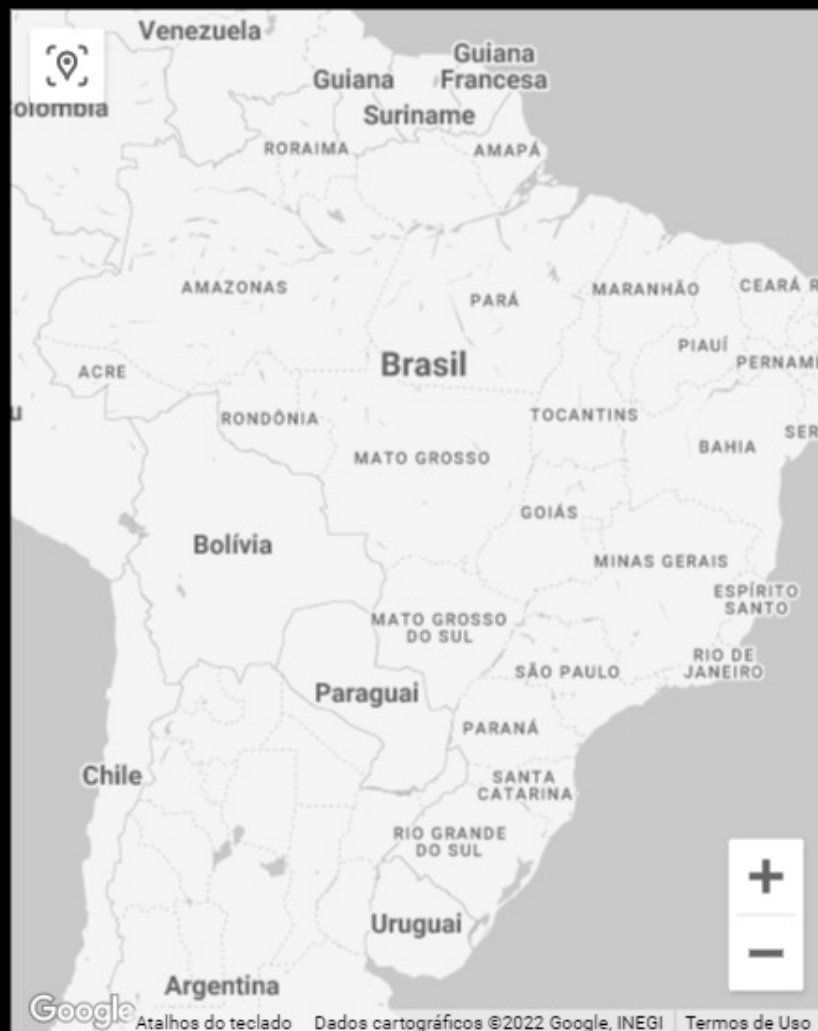 Venezuela
Guiana
Francesa
Guiana
Suriname
olombia
RORAIMA
AMAPÁ
AMAZONAS
PARÁ
MARANHÃO
CEARÁ R
PIAUÍ
Brasil
PERNAM
ACRE
u
RONDÔNIA
TOCANTINS
SER
BAHIA
MATO GROSSO
GOIÁS
Bolívia
MINAS GERAIS
ESPÍRITO
SANTO
MATO GROSSO
DO SUL
RIO DE
JANEIRO
SÃO PAULO
Paraguai
PARANÁ
Chile
SANTA
CATARINA
RIO GRANDE
DO SUL
Uruguai
Argentina
Google
Atalhos do teclado Dados cartográficos ©2022 Google, INEGI Termos de Uso